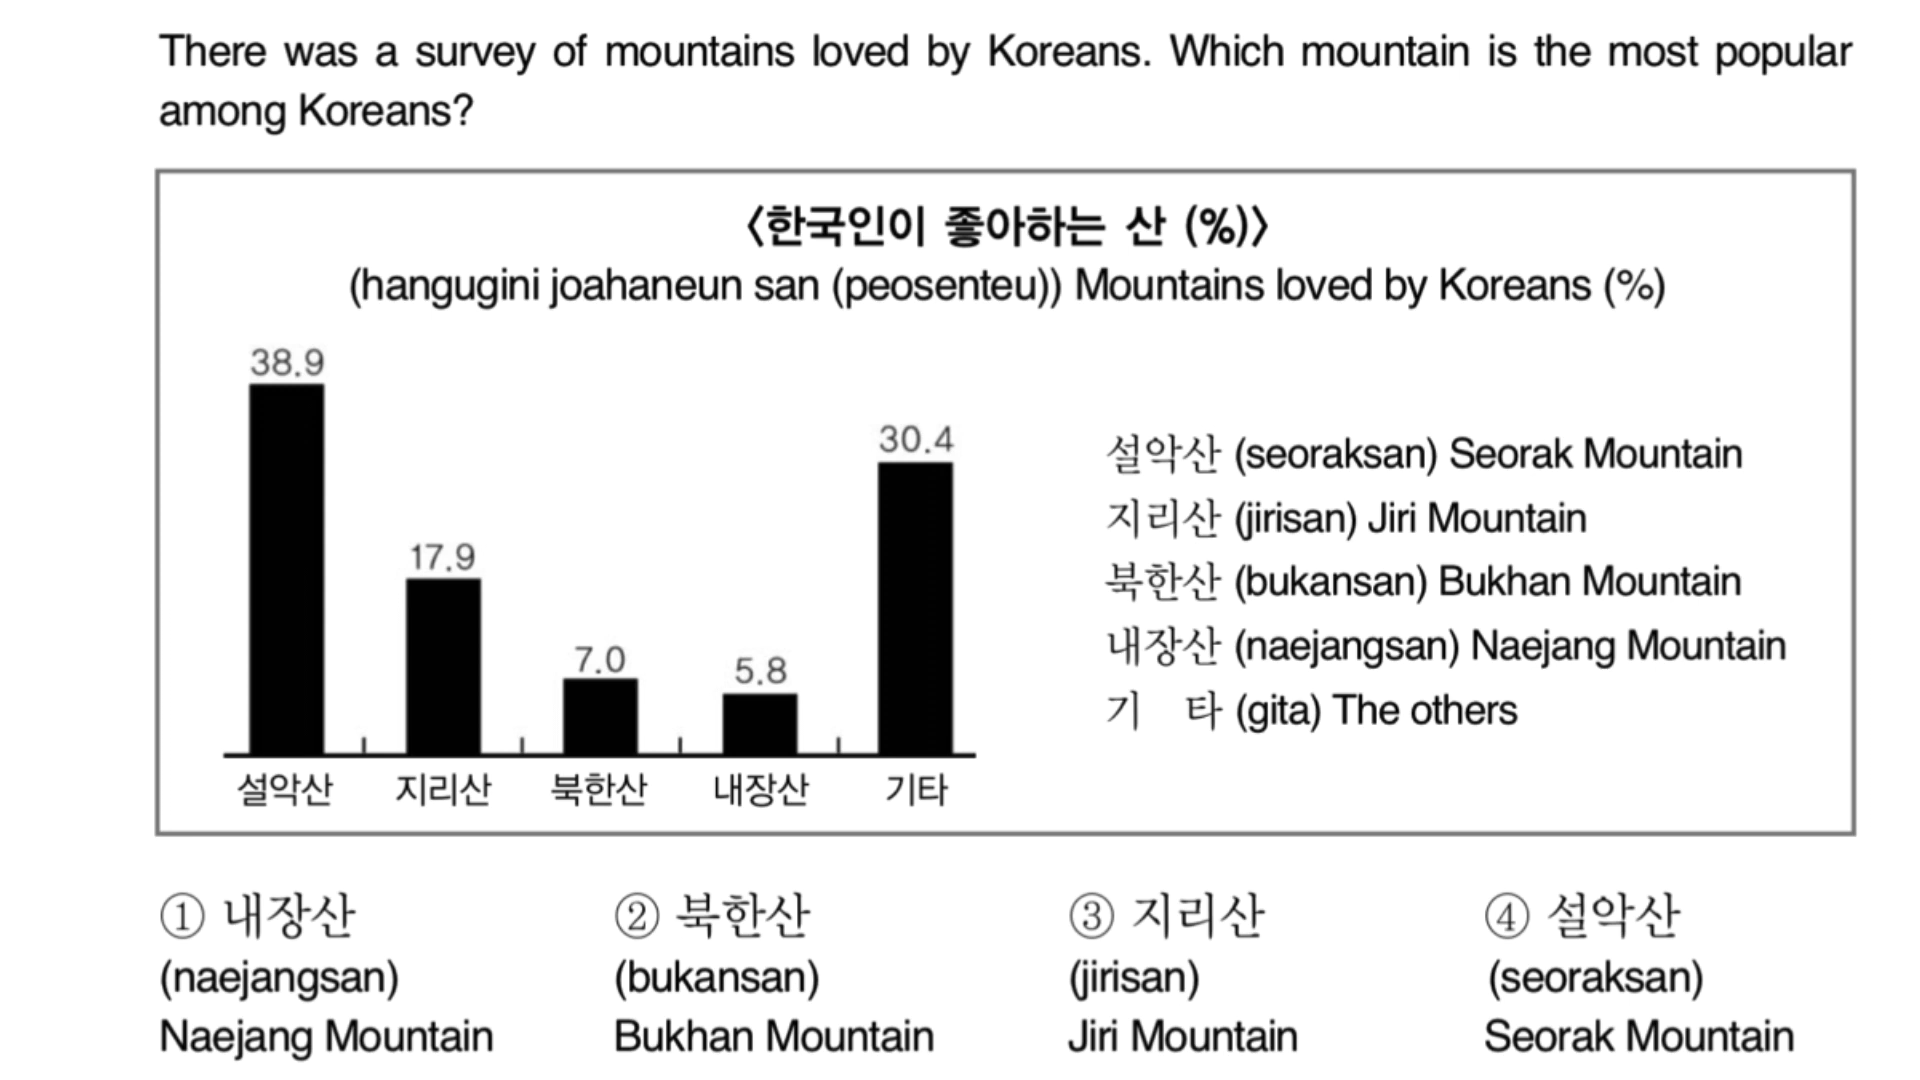 There was a survey of mountains loved by Koreans. Which mountain is the most popular
among Koreans?
〈한국인이 좋아하는 산 (%)〉
(hangugini joahaneun san (peosenteu)) Mountains loved by Koreans (%)
38.9
17.9
7.0
5.8
30.4
설악산 지리산 북한산 내장산 기타
설악산 (seoraksan) Seorak Mountain
지리산 (jirisan) Jiri Mountain
북한산 (bukansan) Bukhan Mountain
내장산 (naejangsan) Naejang Mountain
기 타 (gita) The others
① 내장산 ② 북한산 ③ 지리산 ④ 설악산
(naejangsan) (bukansan) (jirisan) (seoraksan)
Naejang Mountain Bukhan Mountain Jiri Mountain Seorak Mountain